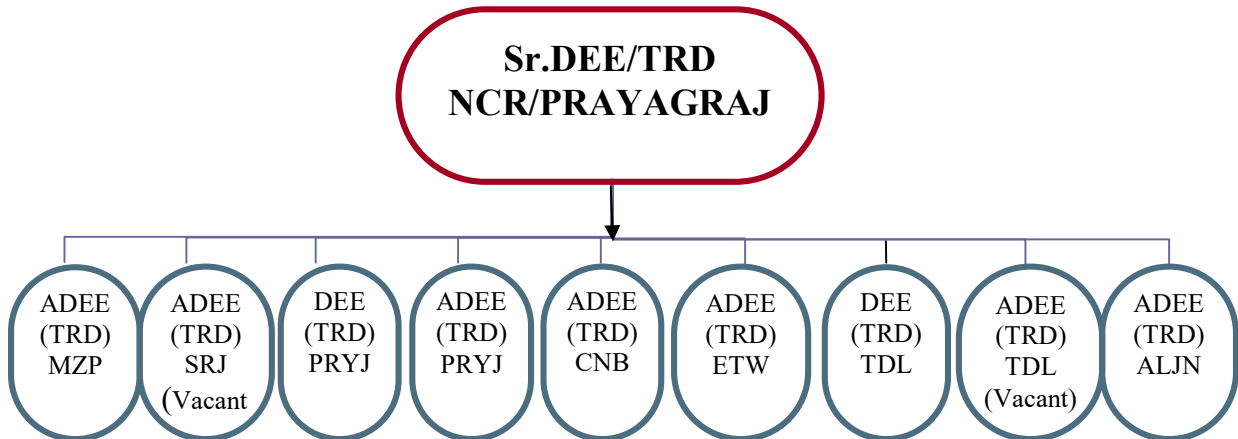 Sr.DEE/TRD
NCR/PRAYAGRAJ
ADEE
(TRD)
MZP
ADEE
(TRD)
SRJ
(Vacant
DEE
(TRD)
PRYJ
ADEE
(TRD)
PRYJ
ADEE
(TRD)
CNB
ADEE
(TRD)
ETW
DEE
(TRD)
TDL
ADEE
(TRD)
TDL
(Vacant)
ADEE
(TRD)
ALJN